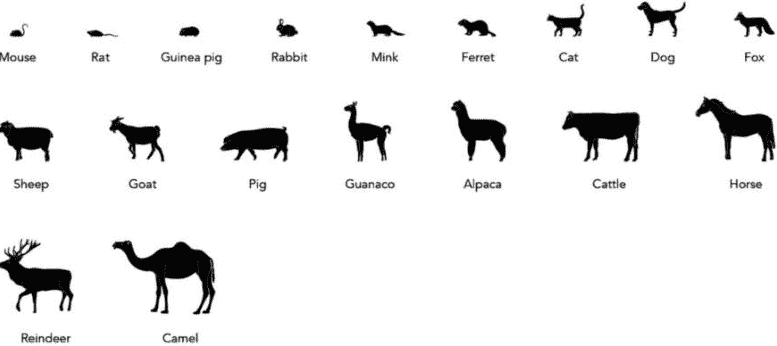 Mouse Rat Guinea pig Rabbit Mink Ferret Cat Dog Fox
Sheep Goat Pig Guanaco Alpaca Cattle Horse
Reindeer Camel